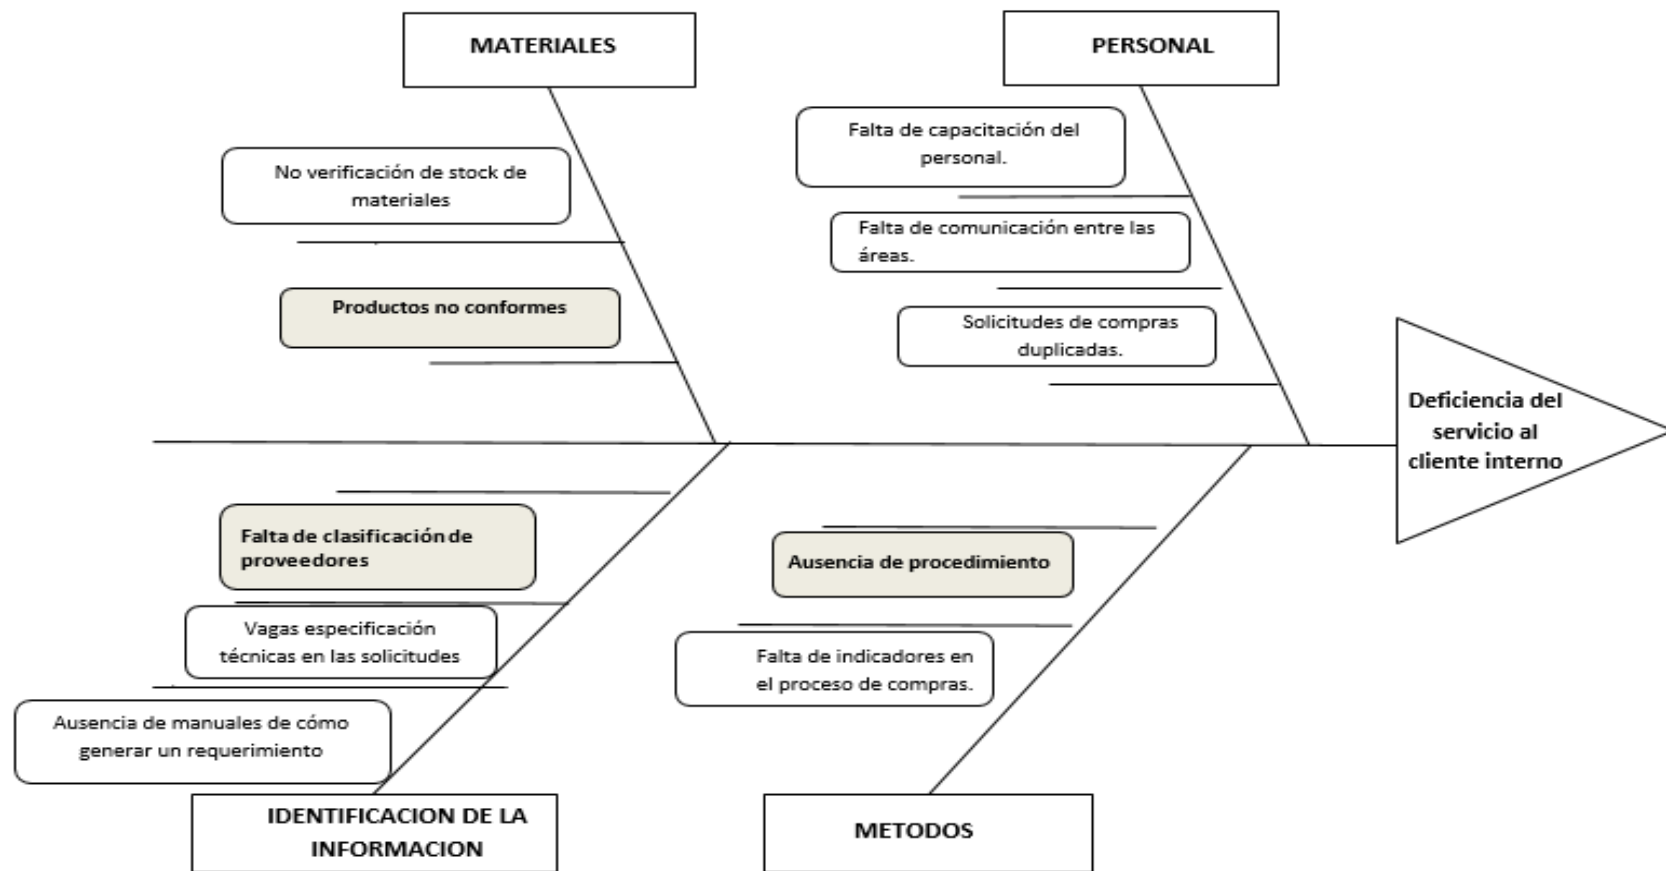 MATERIALES
PERSONAL
No verificación de stock de
materiales
Productos no conformes
Falta de capacitación del
personal.
Falta de comunicación entre las
áreas.
Solicitudes de compras
duplicadas.
Deficiencia del
servicio al
cliente interno
Falta de clasificación de
proveedores
Vagas especificación
técnicas en las solicitudes
Ausencia de manuales de cómo
generar un requerimiento
Ausencia de procedimiento
Falta de indicadores en
el proceso de compras.
IDENTIFICACION DE LA
INFORMACION
METODOS